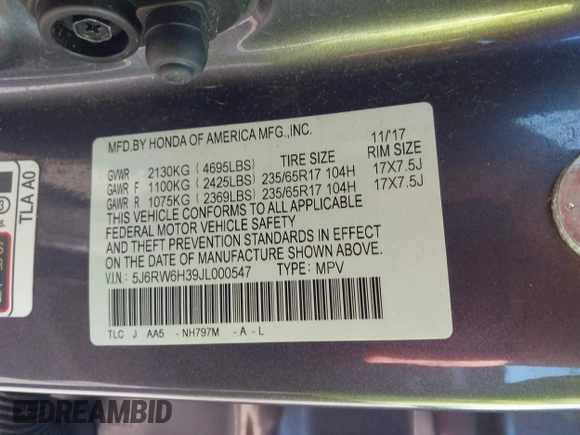 MFD.BY HONDA OF AMERICA MFG.,INC. 11/'17
GVWR 2130KG (4695LBS) TIRE SIZE RIM SIZE
GAWR F 1100KG (2425LBS) 235/65R17 104H 17X7.5J
GAWR R 1075KG (2369LBS) 235/65R17 104H 17X7.5J
THIS VEHICLE CONFORMS TO ALL APPLICABLE
FEDERAL MOTOR VEHICLE SAFETY
AND THEFT PREVENTION STANDARDS IN EFFECT
ON THE DATE OF MANUFACTURE SHOWN ABOVE.
V.I.N: 5J6RW6H39JL000547 TYPE: MPV
TLC J AA5 -NH797M -A -L
TLA A0
DREAMBID